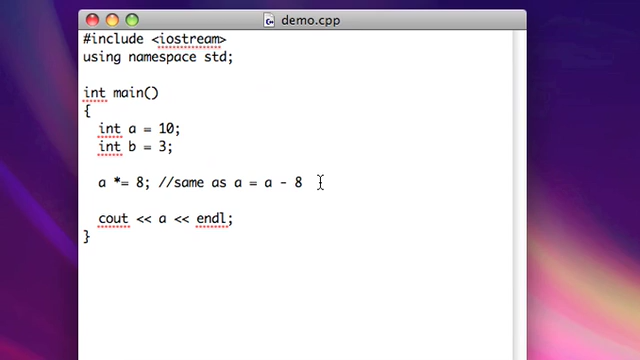 demo.cpp
#include <iostream>
using namespace std;
int main()
{
int a = 10;
int b = 3;
a *= 8; //same as a = a - 8
cout << a << endl;
}